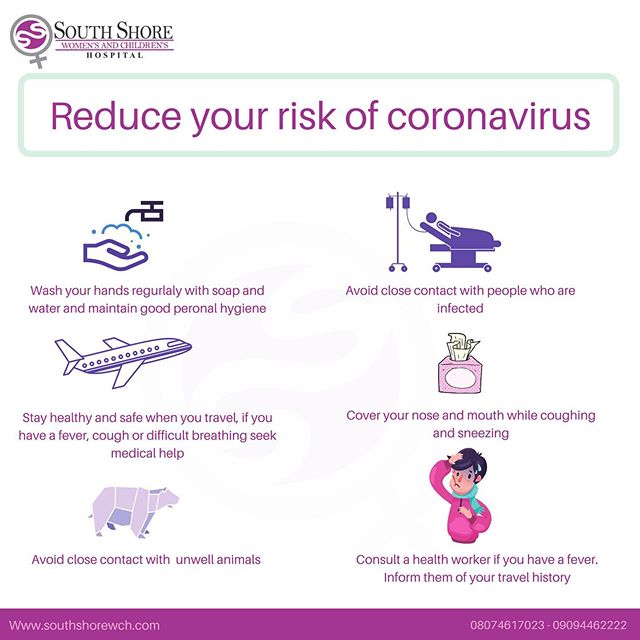 SOUTH SHORE
WOMEN'S AND CHILDREN'S
HOSPITAL
Reduce your risk of coronavirus
Wash your hands regurlaly with soap and
water and maintain good peronal hygiene
Avoid close contact with people who are
infected
Stay healthy and safe when you travel, if you
have a fever, cough or difficult breathing seek
medical help
Cover your nose and mouth while coughing
and sneezing
Avoid close contact with unwell animals
Consult a health worker if you have a fever.
Inform them of your travel history
Www.southshorewch.com
08074617023 - 09094462222